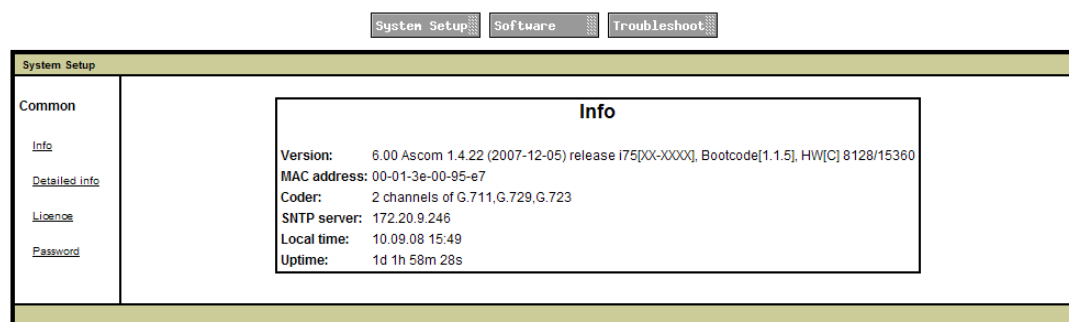 System Setup Software Troubleshoot
System Setup
Common
Info
Detailed info
Licence
Password
Info
Version: 6.00 Ascom 1.4.22 (2007-12-05) release i75[XX-XXXX], Bootcode[1.1.5], HW[C] 8128/15360
MAC address: 00-01-3e-00-95-e7
Coder: 2 channels of G.711,G.729,G.723
SNTP server: 172.20.9.246
Local time: 10.09.08 15:49
Uptime: 1d 1h 58m 28s